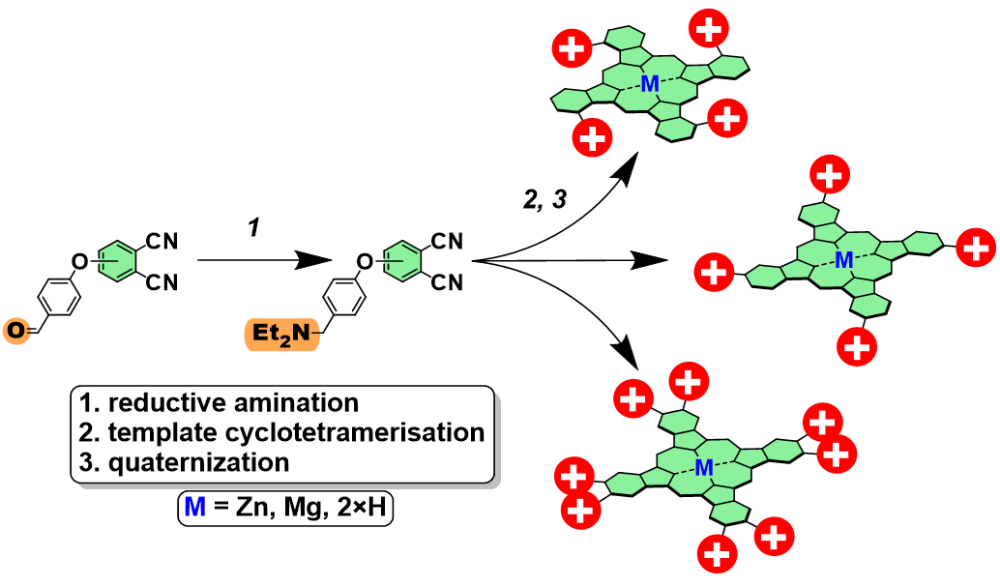 1
2, 3
O
CN
CN
O
O
CN
CN
Et₂N
M
M
M
1. reductive amination
2. template cyclotetramerisation
3. quaternization
M = Zn, Mg, 2×H